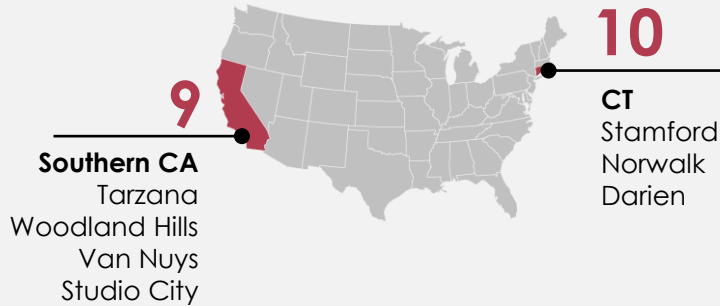 9
Southern CA
Tarzana
Woodland Hills
Van Nuys
Studio City
10
CT
Stamford
Norwalk
Darien